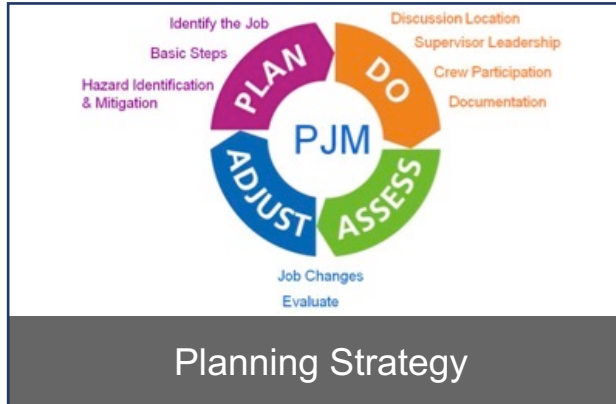 Identify the Job
Basic Steps
Hazard Identification
& Mitigation
PLAN
DO
Discussion Location
Supervisor Leadership
Crew Participation
Documentation
PJM
ADJUST
ASSESS
Job Changes
Evaluate
Planning Strategy